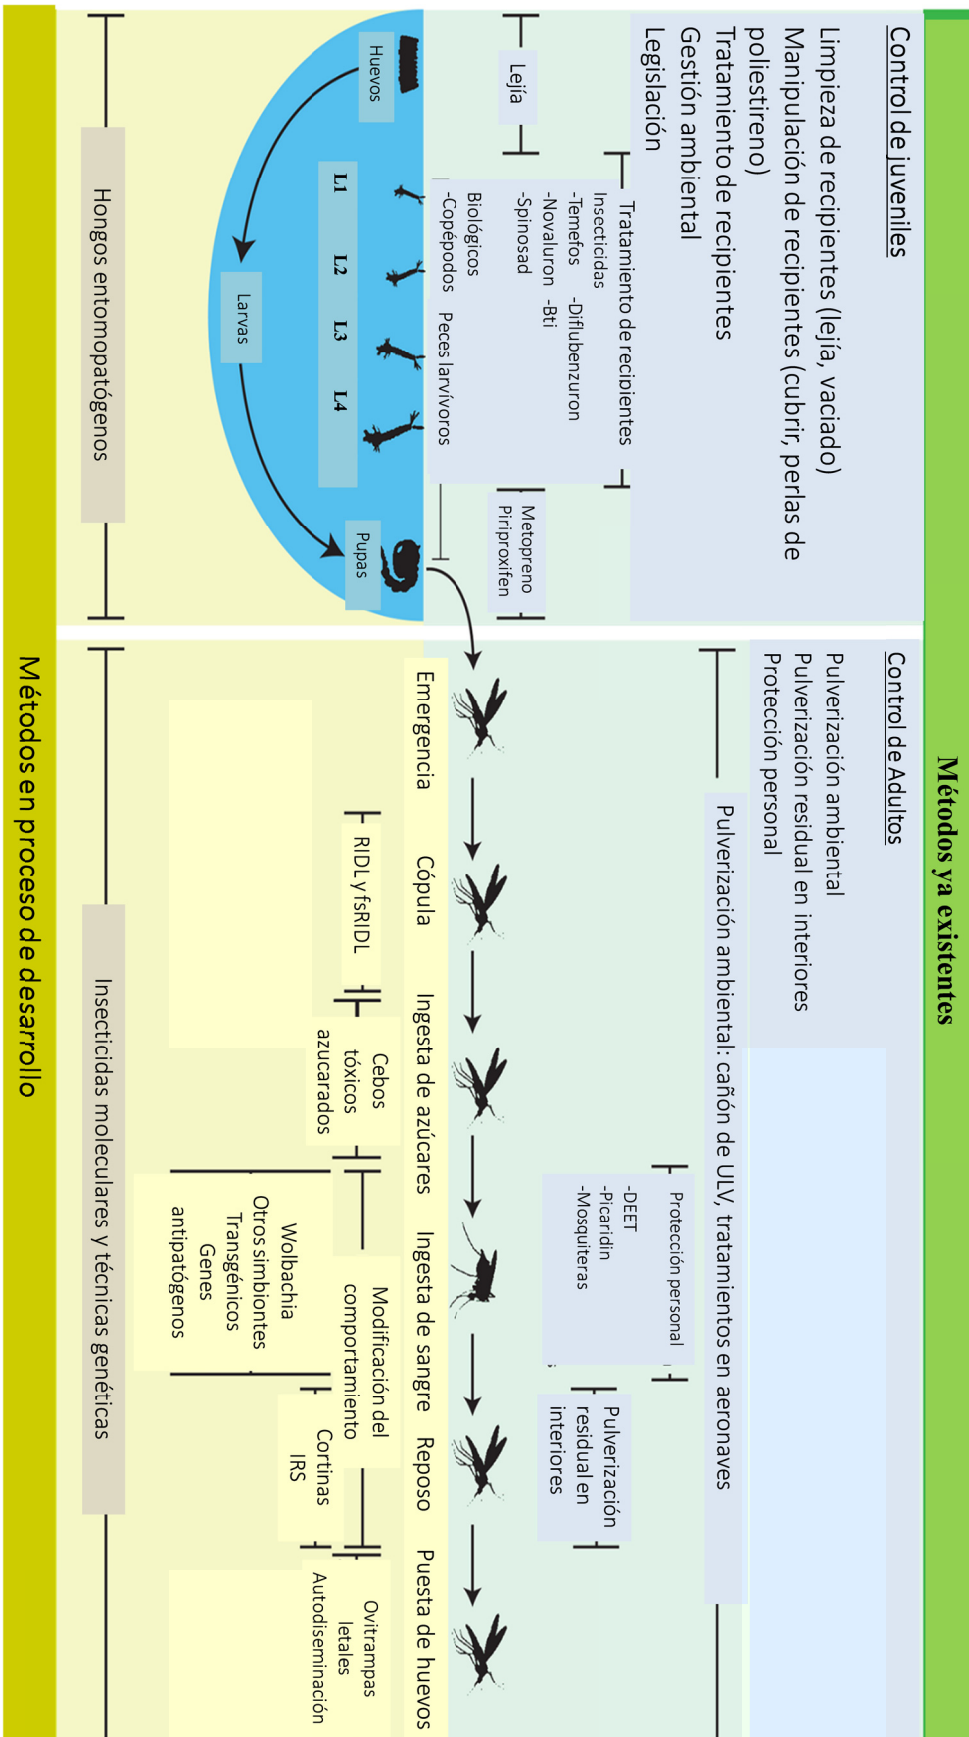 Métodos ya existentes
Control de juveniles
Limpieza de recipientes (lejía, vaciado)
Manipulación de recipientes (cubrir, perlas de
poliestireno)
Tratamiento de recipientes
Gestión ambiental
Legislación
Lejía
Tratamiento de recipientes
Insecticidas
-Temefos -Diflubenzuron
-Novaluron -Bti
-Spinosad
Biológicos
-Copépodos Peces larvívoros
Metopreno
Piriproxifen
Huevos
L1 L2 L3 L4
Larvas
Pupas
Hongos entomopatógenos
Control de Adultos
Pulverización ambiental
Pulverización residual en interiores
Protección personal
Pulverización ambiental: cañón de ULV, tratamientos en aeronaves
Protección personal
-DEET
-Picaridin
-Mosquiteras
Pulverización
residual en
interiores
Emergencia Cópula Ingesta de azúcares Ingesta de sangre Reposo Puesta de huevos
RIDL y fsRIDL
Cebos
tóxicos
azucarados
Modificación del
comportamiento
Wolbachia
Otros simbiontes
Transgénicos
Genes
antipatógenos
Cortinas
IRS
Ovitrampas
letales
Autodiseminación
Insecticidas moleculares y técnicas genéticas
Métodos en proceso de desarrollo